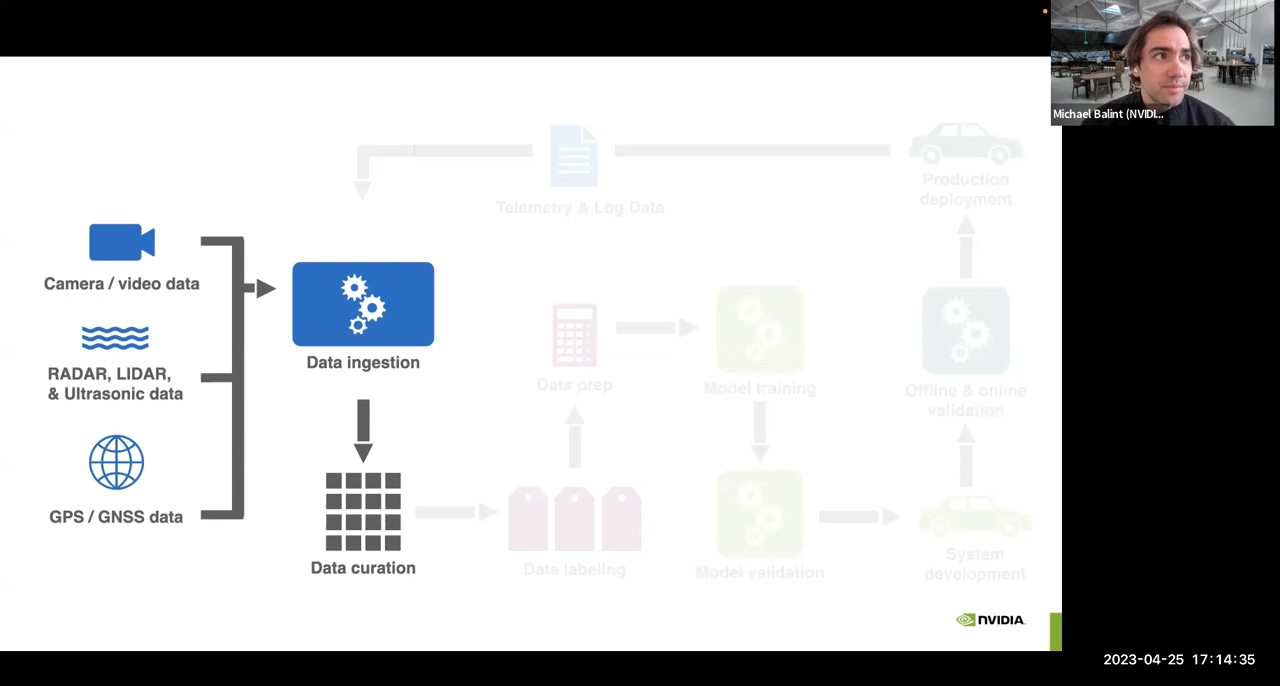 Michael Balint (NVIDI...
Telemetry & Log Data
Production
deployment
Camera / video data
RADAR, LIDAR,
& Ultrasonic data
GPS / GNSS data
Data ingestion
Data curation
Data prep
Data labeling
Model training
Model validation
Offline & online
validation
System
development
NVIDIA.
2023-04-25 17:14:35